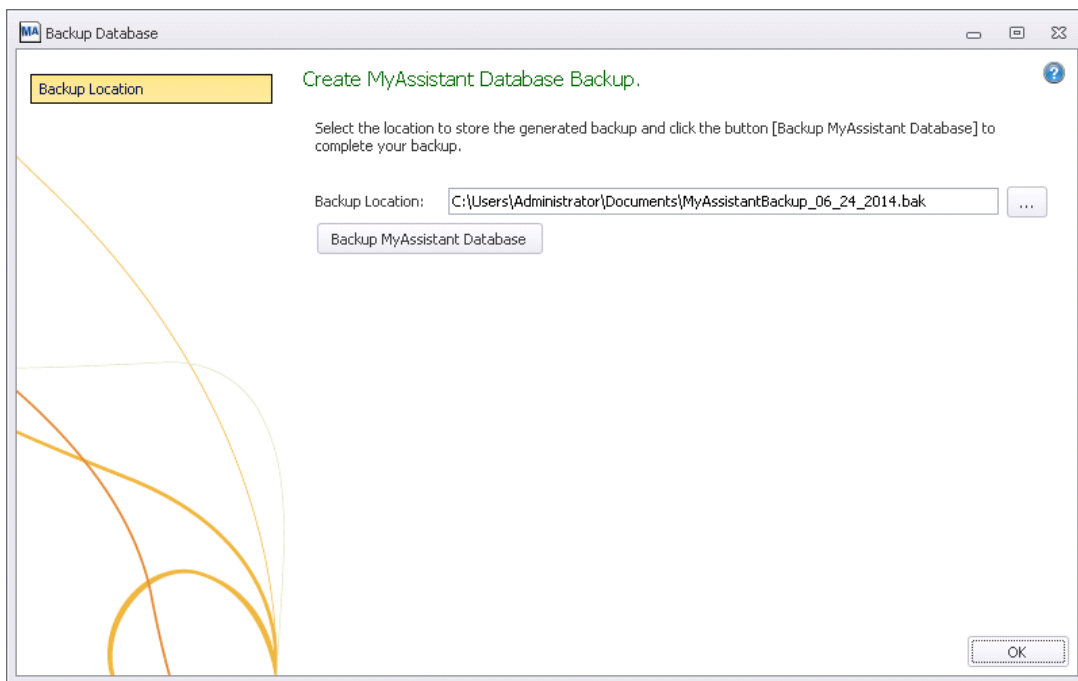 MA Backup Database
Backup Location
Create MyAssistant Database Backup.
?
Select the location to store the generated backup and click the button [Backup MyAssistant Database] to
complete your backup.
Backup Location: C:\Users\Administrator\Documents\MyAssistantBackup_06_24_2014.bak ...
Backup MyAssistant Database
OK